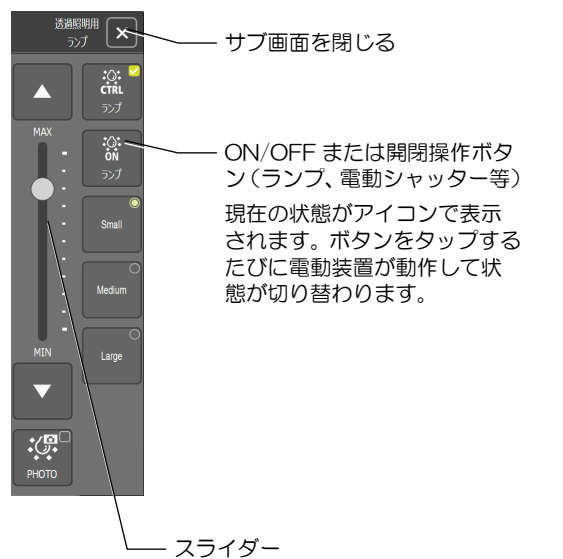 透過照明用
ランプ
サブ画面を閉じる
CTRL
ランプ
MAX
ON
ランプ
ON/OFF または開閉操作ボタ
ン(ランプ、電動シャッター等)
現在の状態がアイコンで表示
されます。ボタンをタップする
たびに電動装置が動作して状
態が切り替わります。
Small
Medium
MIN
Large
PHOTO
スライダー